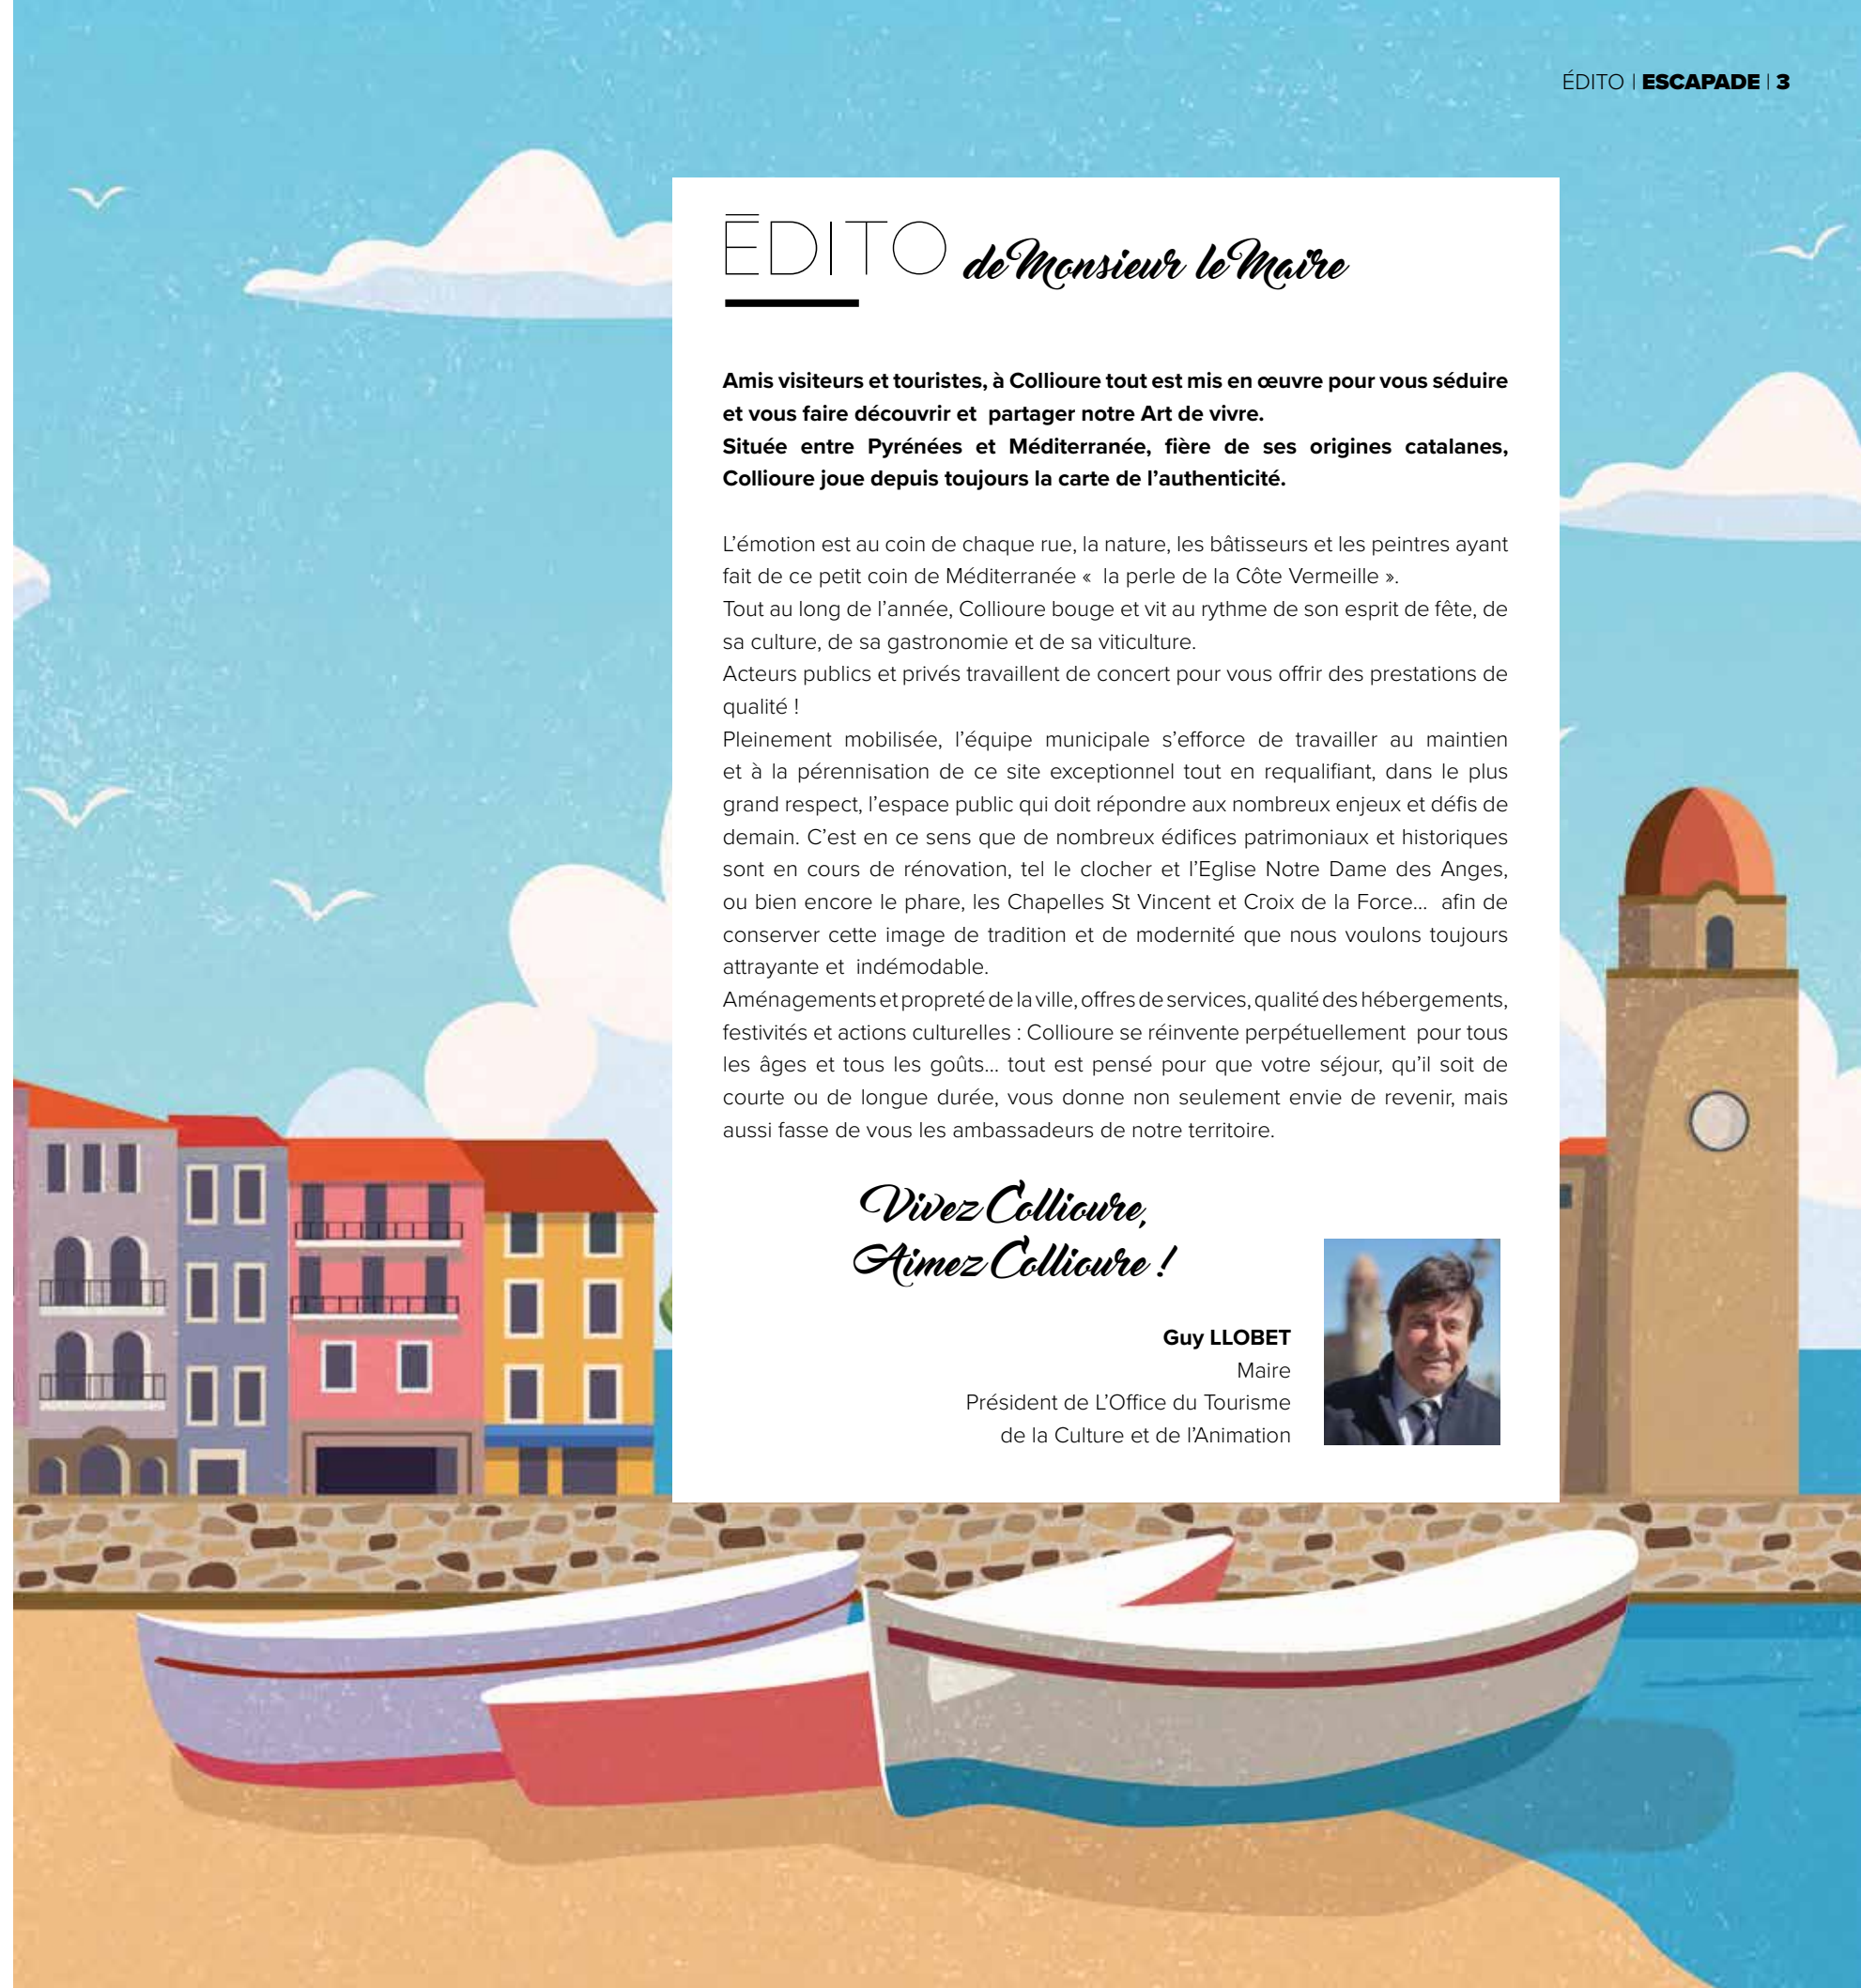 ÉDITO | ESCAPADE | 3
ÉDITO de Monsieur le Maire
Amis visiteurs et touristes, à Collioure tout est mis en œuvre pour vous séduire
et vous faire découvrir et partager notre Art de vivre.
Située entre Pyrénées et Méditerranée, fière de ses origines catalanes,
Collioure joue depuis toujours la carte de l’authenticité.
L’émotion est au coin de chaque rue, la nature, les bâtisseurs et les peintres ayant
fait de ce petit coin de Méditerranée « la perle de la Côte Vermeille ».
Tout au long de l’année, Collioure bouge et vit au rythme de son esprit de fête, de
sa culture, de sa gastronomie et de sa viticulture.
Acteurs publics et privés travaillent de concert pour vous offrir des prestations de
qualité !
Pleinement mobilisée, l’équipe municipale s’efforce de travailler au maintien
et à la pérennisation de ce site exceptionnel tout en requalifiant, dans le plus
grand respect, l’espace public qui doit répondre aux nombreux enjeux et défis de
demain. C’est en ce sens que de nombreux édifices patrimoniaux et historiques
sont en cours de rénovation, tel le clocher et l’Eglise Notre Dame des Anges,
ou bien encore le phare, les Chapelles St Vincent et Croix de la Force... afin de
conserver cette image de tradition et de modernité que nous voulons toujours
attrayante et indémodable.
Aménagements et propreté de la ville, offres de services, qualité des hébergements,
festivités et actions culturelles : Collioure se réinvente perpétuellement pour tous
les âges et tous les goûts... tout est pensé pour que votre séjour, qu’il soit de
courte ou de longue durée, vous donne non seulement envie de revenir, mais
aussi fasse de vous les ambassadeurs de notre territoire.
Vivez Collioure,
Aimez Collioure !
Guy LLOBET
Maire
Président de L’Office du Tourisme
de la Culture et de l’Animation